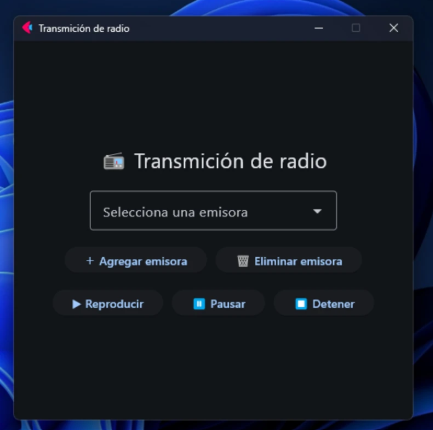 Transmición de radio
📻 Transmición de radio
Selecciona una emisora
+ Agregar emisora 🗑 Eliminar emisora
▶ Reproducir ⏸ Pausar ⏹ Detener